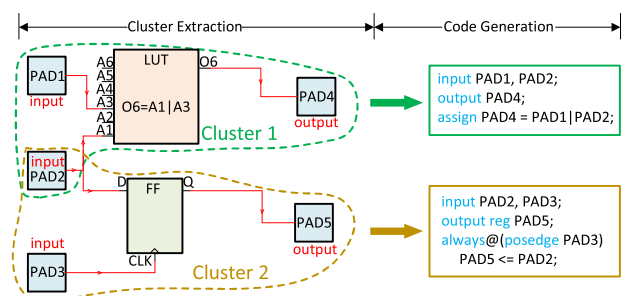 Cluster Extraction
Code Generation
PAD1
input
A6
A5
A4
A3
A2
A1
LUT
O6=A1|A3
O6
PAD4
output
Cluster 1
input PAD1, PAD2;
output PAD4;
assign PAD4 = PAD1|PAD2;
input
PAD2
D
FF
Q
CLK
PAD5
output
input
PAD3
Cluster 2
input PAD2, PAD3;
output reg PAD5;
always@(posedge PAD3)
PAD5 <= PAD2;